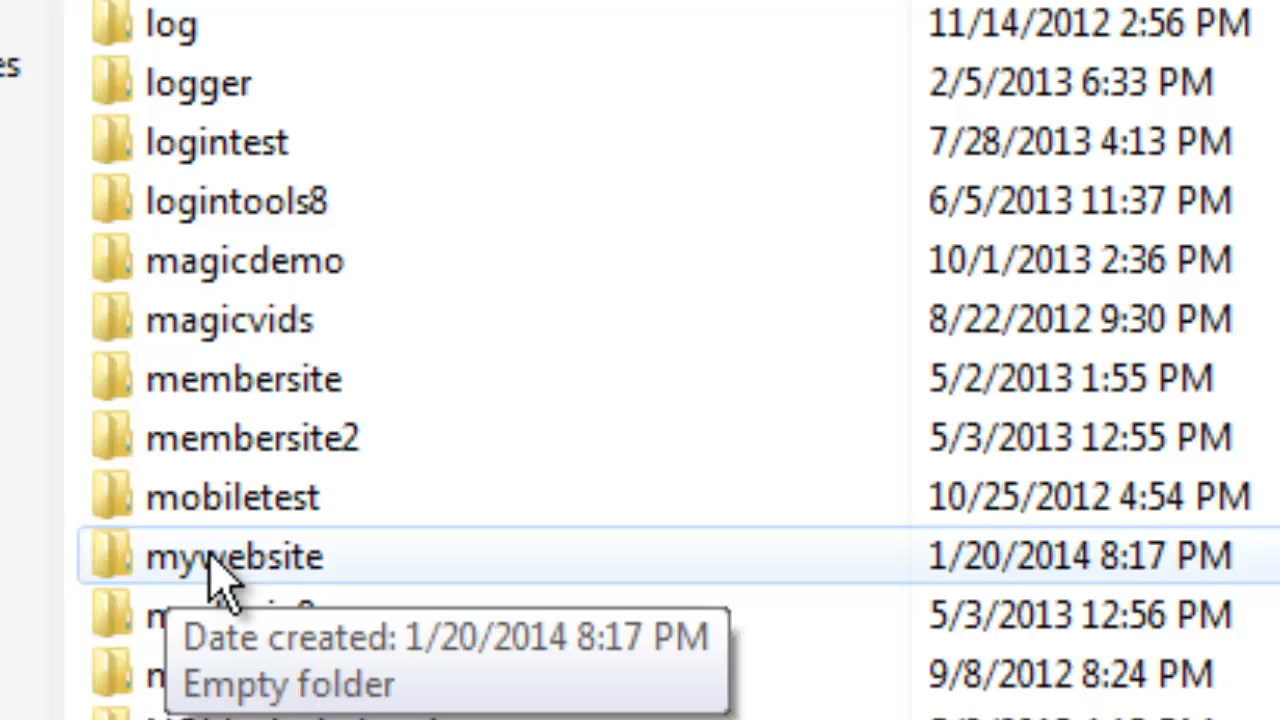 log 11/14/2012 2:56 PM
es
logger 2/5/2013 6:33 PM
logintest 7/28/2013 4:13 PM
logintools8 6/5/2013 11:37 PM
magicdemo 10/1/2013 2:36 PM
magicvids 8/22/2012 9:30 PM
membersite 5/2/2013 1:55 PM
membersite2 5/3/2013 12:55 PM
mobiletest 10/25/2012 4:54 PM
mywebsite 1/20/2014 8:17 PM
5/3/2013 12:56 PM
Date created: 1/20/2014 8:17 PM
9/8/2012 8:24 PM
Empty folder